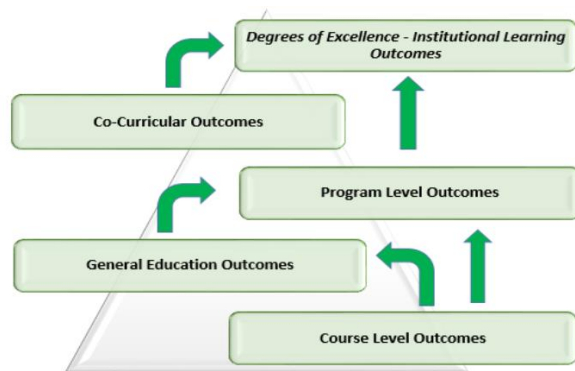 Degrees of Excellence - Institutional Learning
Outcomes
Co-Curricular Outcomes
Program Level Outcomes
General Education Outcomes
Course Level Outcomes